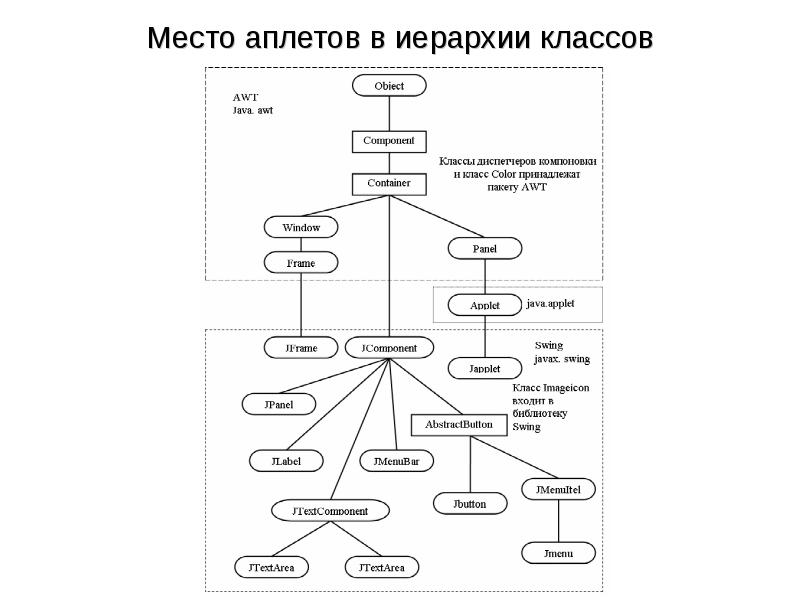 Место аплетов в иерархии классов
Object
AWT
Java. awt
Component
Классы диспетчеров компоновки
и класс Color принадлежат
пакету AWT
Container
Window
Panel
Frame
Applet
java.applet
JFrame
JComponent
Swing
javax. swing
Japplet
Класс Imageicon
входит в
библиотеку
Swing
JPanel
AbstractButton
JLabel
JMenuBar
JMenuItel
Jbutton
JTextComponent
Jmenu
JTextArea
JTextArea